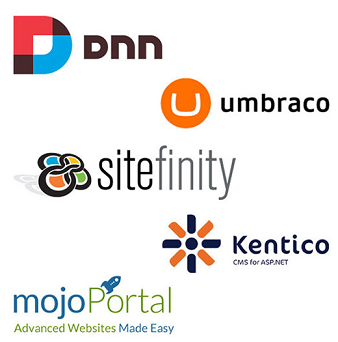 DNN
umbraco
sitefinity
Kentico
CMS for ASP.NET
mojoPortal
Advanced Websites Made Easy